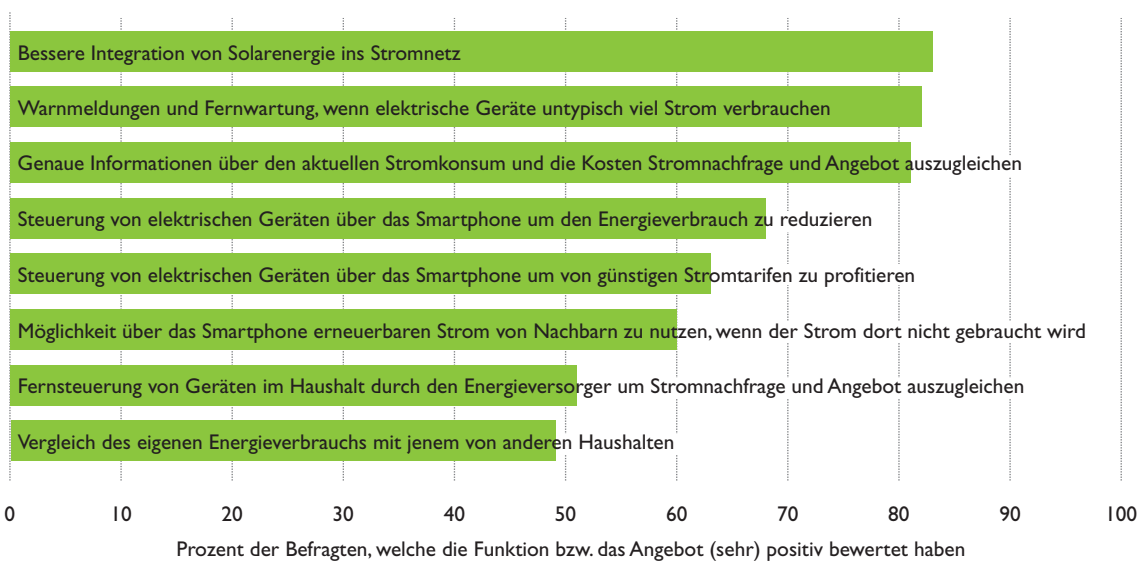 Bessere Integration von Solarenergie ins Stromnetz
Warnmeldungen und Fernwartung, wenn elektrische Geräte untypisch viel Strom verbrauchen
Genaue Informationen über den aktuellen Stromkonsum und die Kosten Stromnachfrage und Angebot auszugleichen
Steuerung von elektrischen Geräten über das Smartphone um den Energieverbrauch zu reduzieren
Steuerung von elektrischen Geräten über das Smartphone um von günstigen Stromtarifen zu profitieren
Möglichkeit über das Smartphone erneuerbaren Strom von Nachbarn zu nutzen, wenn der Strom dort nicht gebraucht wird
Fernsteuerung von Geräten im Haushalt durch den Energieversorger um Stromnachfrage und Angebot auszugleichen
Vergleich des eigenen Energieverbrauchs mit jenem von anderen Haushalten
0 10 20 30 40 50 60 70 80 90 100
Prozent der Befragten, welche die Funktion bzw. das Angebot (sehr) positiv bewertet haben